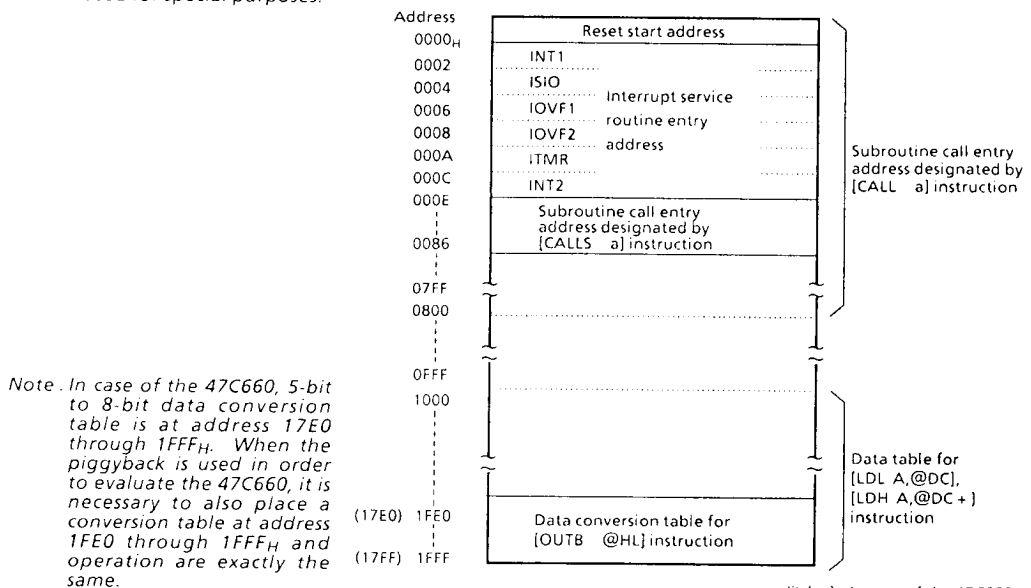 for special purposes.
Address
0000H
Reset start address
0002
INT1
0004
ISIO
Interrupt service
0006
IOVF1
routine entry
0008
IOVF2
address
000A
ITMR
000C
INT2
000E
Subroutine call entry
address designated by
[CALLS a] instruction
0086
07FF
0800
0FFF
1000
(17E0) 1FE0
Data conversion table for
[OUTB @HL] instruction
(17FF) 1FFF
Subroutine call entry
address designated by
[CALL a] instruction
Data table for
[LDL A,@DC],
[LDH A,@DC+]
instruction
Note. In case of the 47C660, 5-bit
to 8-bit data conversion
table is at address 17E0
through 1FFFH. When the
piggyback is used in order
to evaluate the 47C660, it is
necessary to also place a
conversion table at address
1FE0 through 1FFFH and
operation are exactly the
same.